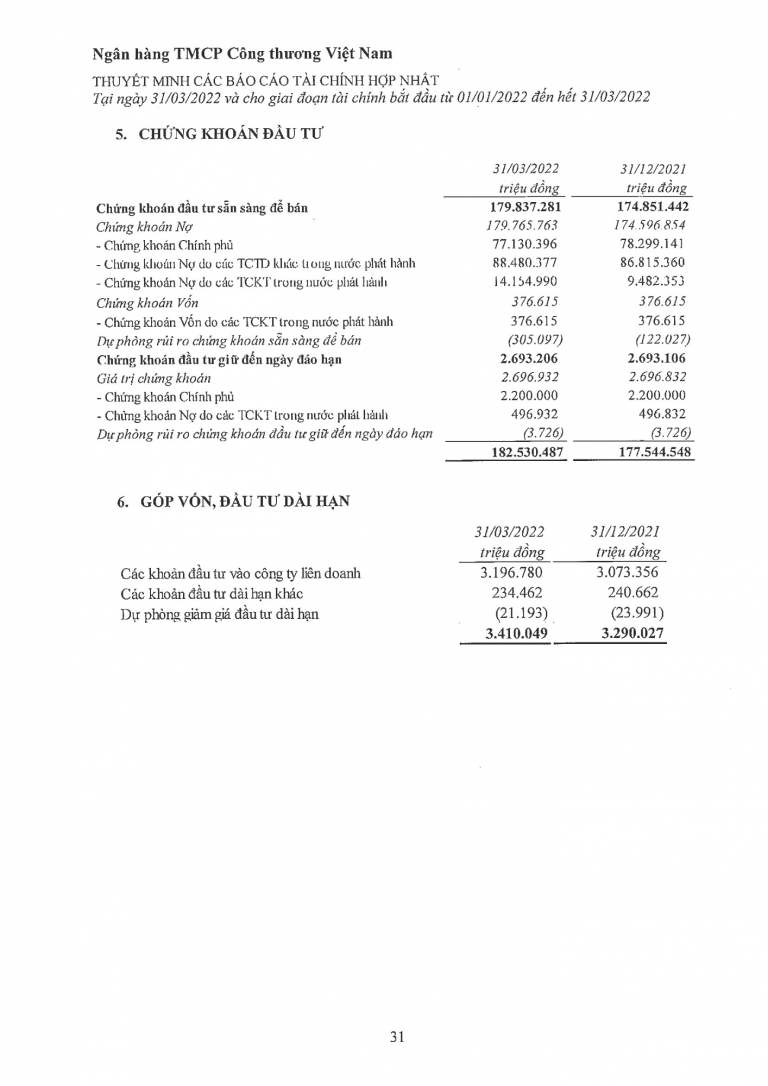 Ngân hàng TMCP Công thương Việt Nam
THUYẾT MINH CÁC BÁO CÁO TÀI CHÍNH HỢP NHẤT
Tại ngày 31/03/2022 và cho giai đoạn tài chính bắt đầu từ 01/01/2022 đến hết 31/03/2022
5. CHỨNG KHOÁN ĐẦU TƯ
31/03/2022 31/12/2021
triệu đồng triệu đồng
Chứng khoán đầu tư sẵn sàng để bán 179.837.281 174.851.442
Chứng khoán Nợ 179.765.763 174.596.854
- Chứng khoán Chính phủ 77.130.396 78.299.141
- Chứng khoán Nợ do các TCTD khác trong nước phát hành 88.480.377 86.815.360
- Chứng khoán Nợ do các TCKT trong nước phát hành 14.154.990 9.482.353
Chứng khoán Vốn 376.615 376.615
- Chứng khoán Vốn do các TCKT trong nước phát hành 376.615 376.615
Dự phòng rủi ro chứng khoán sẵn sàng để bán (305.097) (122.027)
Chứng khoán đầu tư giữ đến ngày đáo hạn 2.693.206 2.693.106
Giá trị chứng khoán 2.696.932 2.696.832
- Chứng khoán Chính phủ 2.200.000 2.200.000
- Chứng khoán Nợ do các TCKT trong nước phát hành 496.932 496.832
Dự phòng rủi ro chứng khoán đầu tư giữ đến ngày đáo hạn (3.726) (3.726)
182.530.487 177.544.548
6. GÓP VỐN, ĐẦU TƯ DÀI HẠN
31/03/2022 31/12/2021
triệu đồng triệu đồng
Các khoản đầu tư vào công ty liên doanh 3.196.780 3.073.356
Các khoản đầu tư dài hạn khác 234.462 240.662
Dự phòng giảm giá đầu tư dài hạn (21.193) (23.991)
3.410.049 3.290.027
31